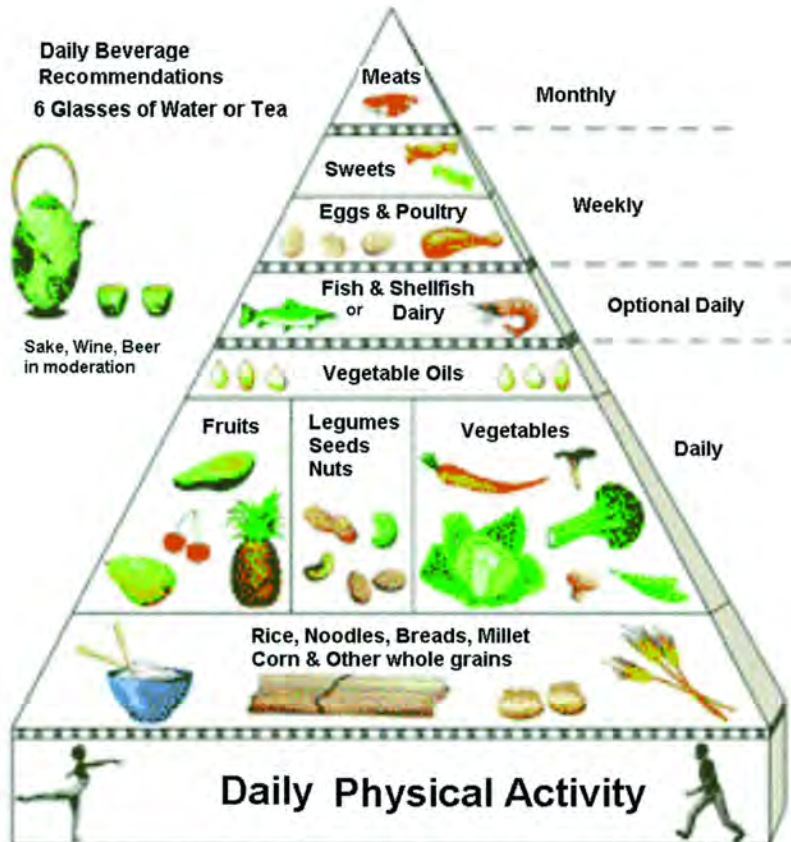 Daily Beverage
Recommendations
6 Glasses of Water or Tea
Meats
Monthly
Sweets
Weekly
Eggs & Poultry
Fish & Shellfish
or Dairy
Optional Daily
Sake, Wine, Beer
in moderation
Vegetable Oils
Fruits
Legumes
Seeds
Nuts
Vegetables
Daily
Rice, Noodles, Breads, Millet
Corn & Other whole grains
Daily Physical Activity